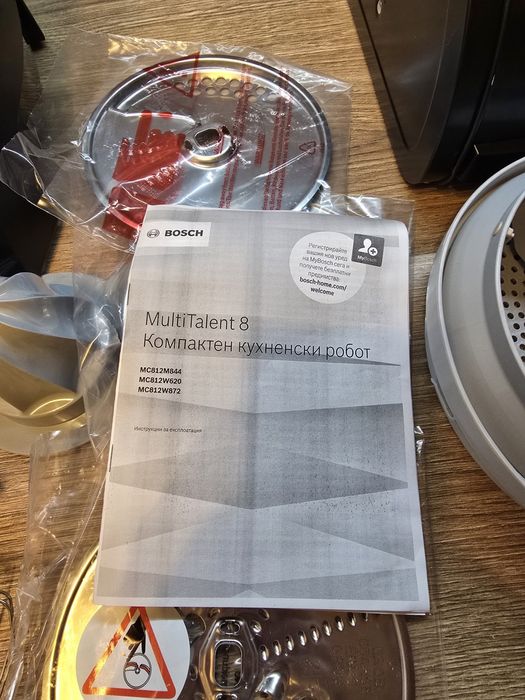 BOSCH
Регистрирайте
вашия нов уред
на MyBosch сега и
получете безплатни
предимства:
bosch-home.com/
welcome
MyBosch
MultiTalent 8
Компактен кухненски робот
MC812M844
MC812W620
MC812W872
Инструкции за експлоатация